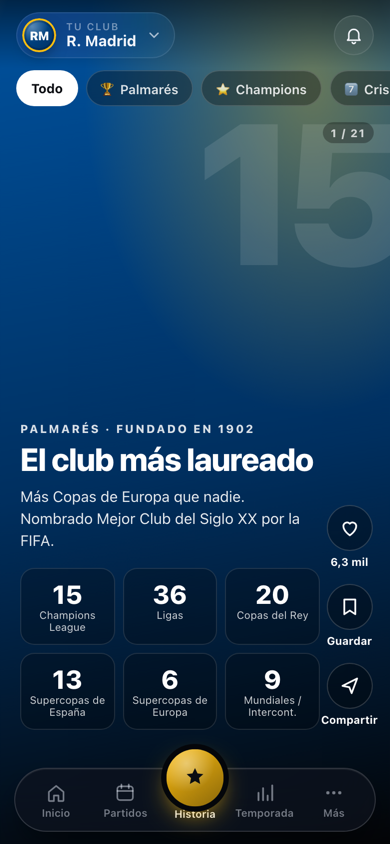 RM
TU CLUB
R. Madrid
Todo
🏆 Palmarés
⭐ Champions
7 Cris
1 / 21
15
PALMARÉS · FUNDADO EN 1902
El club más laureado
Más Copas de Europa que nadie.
Nombrado Mejor Club del Siglo XX por la
FIFA.
6,3 mil
Guardar
Compartir
15
Champions
League
36
Ligas
20
Copas del Rey
13
Supercopas de
España
6
Supercopas de
Europa
9
Mundiales /
Intercont.
Inicio
Partidos
Historia
Temporada
Más